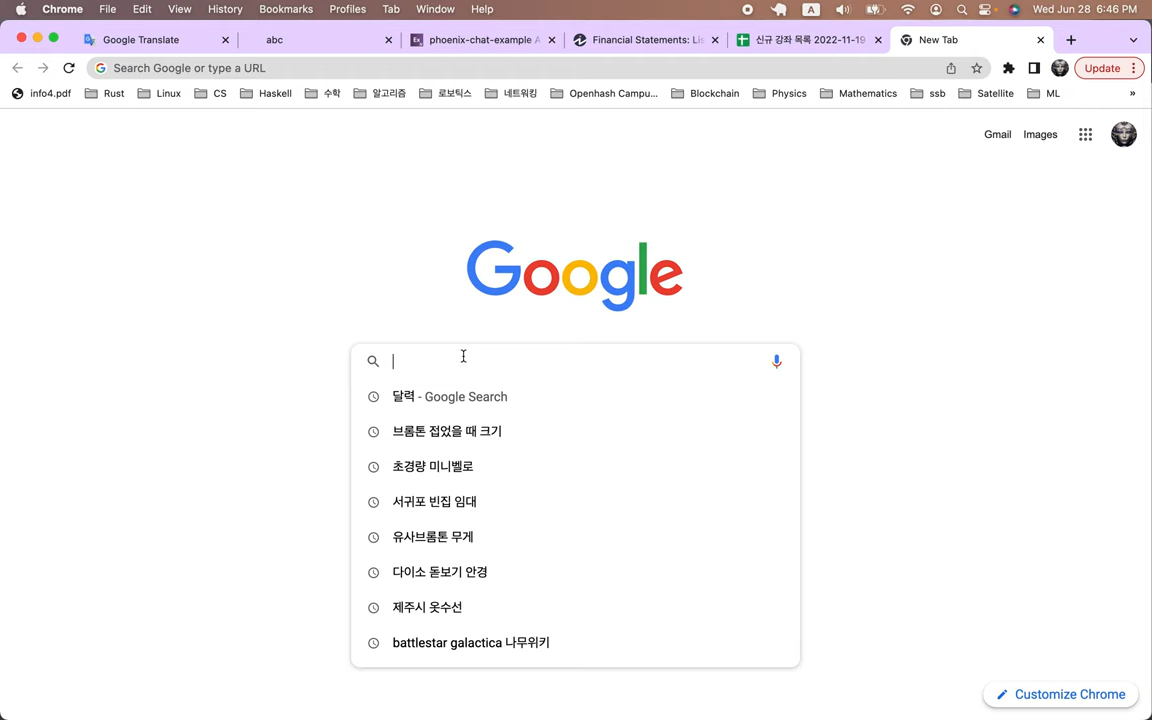 Chrome File Edit View History Bookmarks Profiles Tab Window Help A Wed Jun 28 6:46 PM
Google Translate abc Ex phoenix-chat-example A Financial Statements: Lis 신규 강좌 목록 2022-11-19 New Tab
Search Google or type a URL Update
info4.pdf Rust Linux CS Haskell 수학 알고리즘 로보틱스 네트워킹 Openhash Campu... Blockchain Physics Mathematics ssb Satellite ML »
Gmail Images
Google
달력 - Google Search
브롬톤 접었을 때 크기
초경량 미니벨로
서귀포 빈집 임대
유사브롬톤 무게
다이소 돋보기 안경
제주시 옷수선
battlestar galactica 나무위키
Customize Chrome